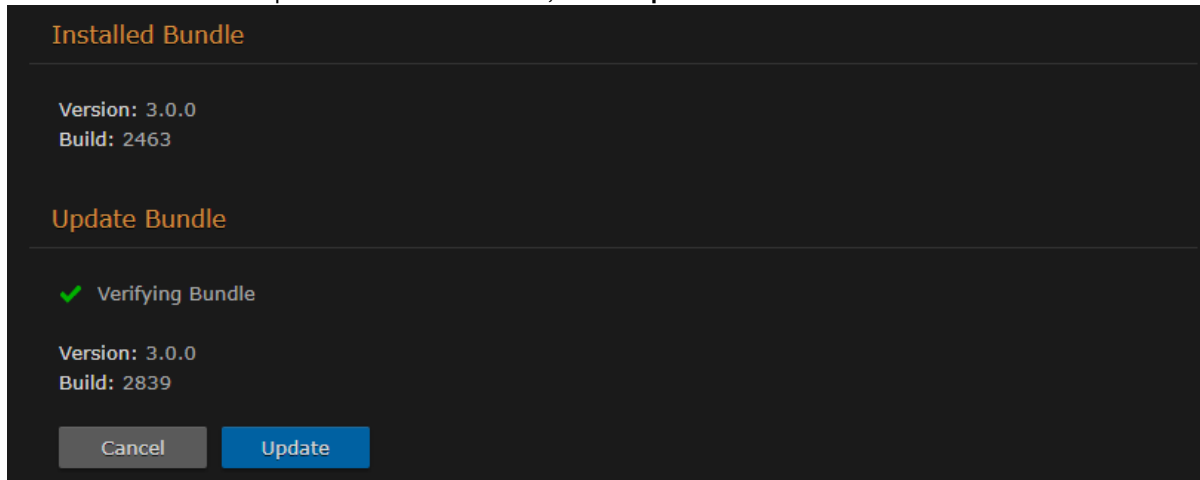 Installed Bundle
Version: 3.0.0
Build: 2463
Update Bundle
Verifying Bundle
Version: 3.0.0
Build: 2839
Cancel Update